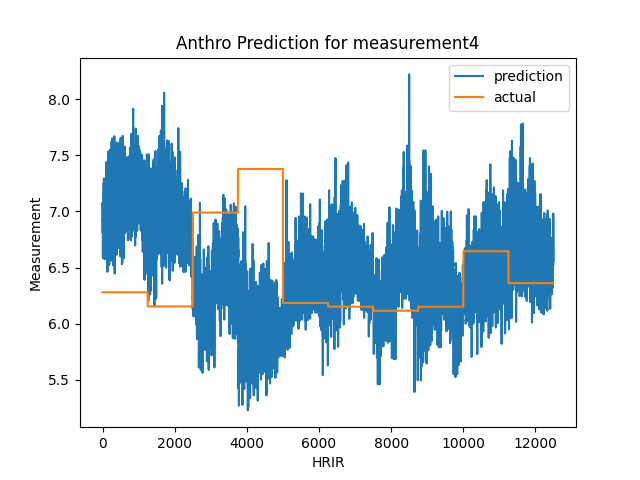 Anthro Prediction for measurement4
prediction
actual
8.0
7.5
7.0
6.5
6.0
5.5
Measurement
0 2000 4000 6000 8000 10000 12000
HRIR